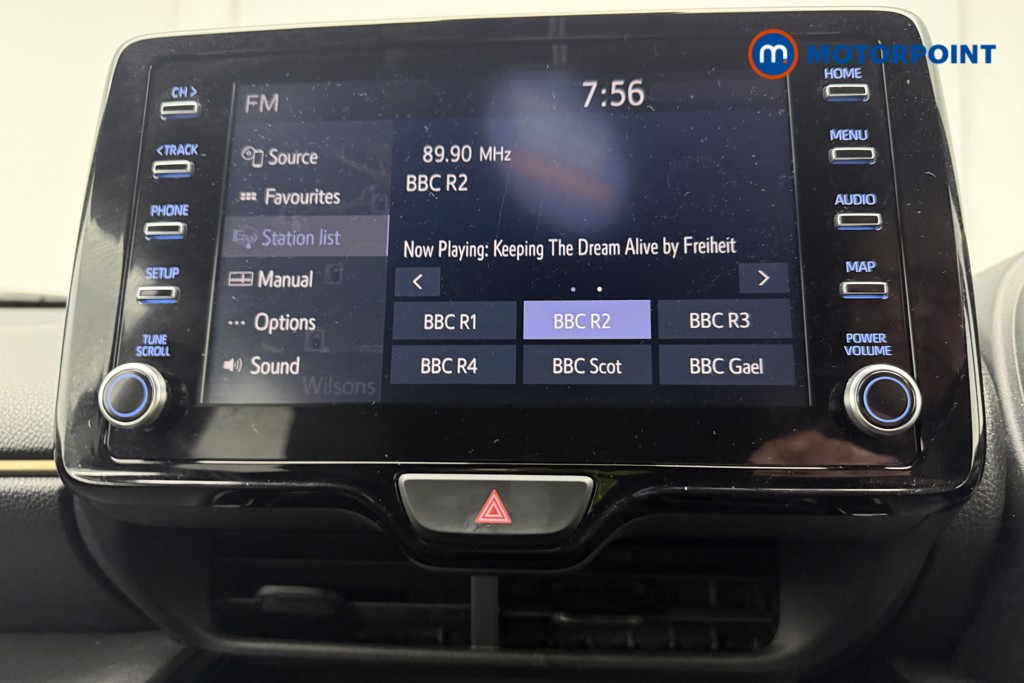 m MOTORPOINT
CH >
< TRACK
PHONE
SETUP
TUNE
SCROLL
FM
7:56
Source
Favourites
Station list
Manual
Options
Sound
Wilsons
89.90 MHz
BBC R2
Now Playing: Keeping The Dream Alive by Freiheit
< >
BBC R1 BBC R2 BBC R3
BBC R4 BBC Scot BBC Gael
HOME
MENU
AUDIO
MAP
POWER
VOLUME